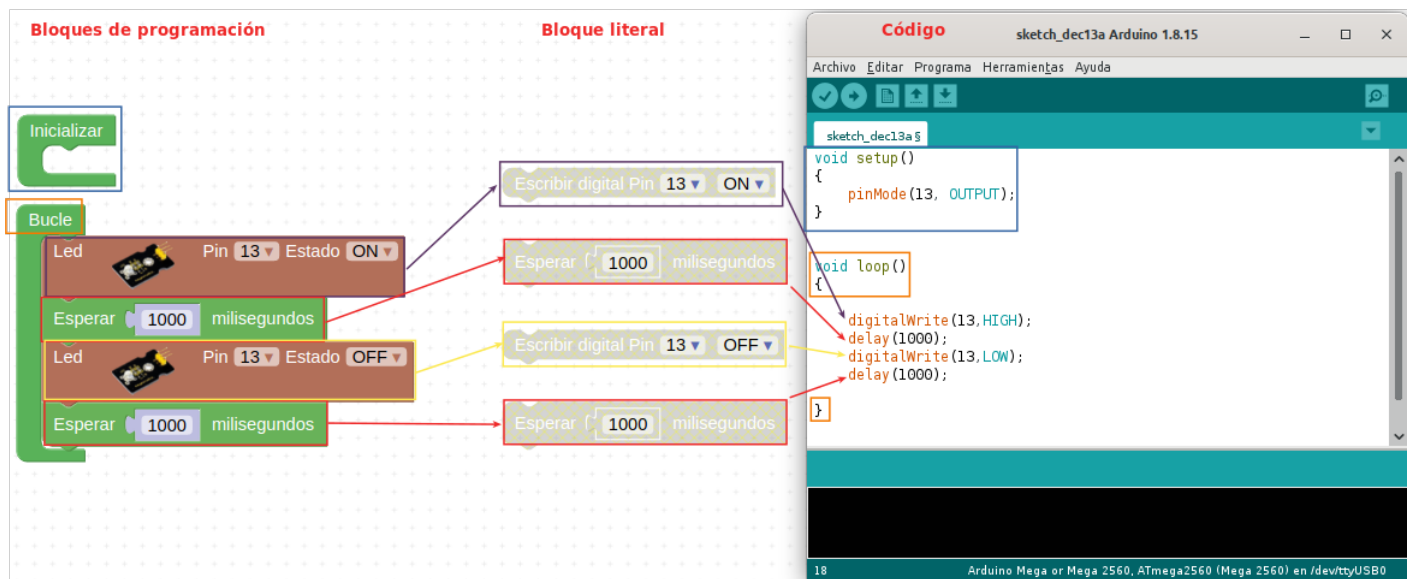 Bloques de programación
Inicializar
Bucle
Led Pin 13 Estado ON
Esperar 1000 milisegundos
Led Pin 13 Estado OFF
Esperar 1000 milisegundos
Bloque literal
Escribir digital Pin 13 ON
Esperar 1000 milisegundos
Escribir digital Pin 13 OFF
Esperar 1000 milisegundos
Código
sketch_dec13a Arduino 1.8.15
Archivo Editar Programa Herramientas Ayuda
sketch_dec13a §
void setup()
{
pinMode(13, OUTPUT);
}
void loop()
{
digitalWrite(13,HIGH);
delay(1000);
digitalWrite(13,LOW);
delay(1000);
}
18 Arduino Mega or Mega 2560, ATmega2560 (Mega 2560) en /dev/ttyUSB0